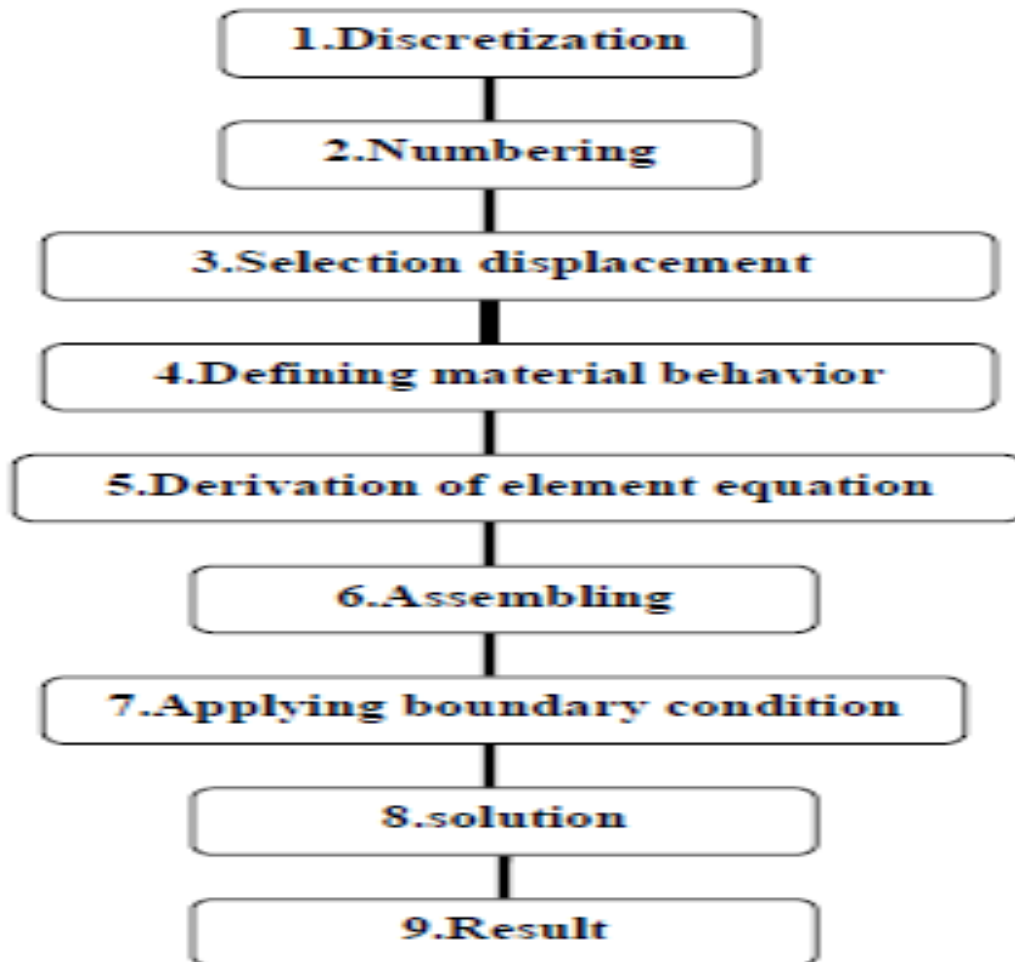 1.Discretization
2.Numbering
3.Selection displacement
4.Defining material behavior
5.Derivation of element equation
6.Assembling
7.Applying boundary condition
8.solution
9.Result